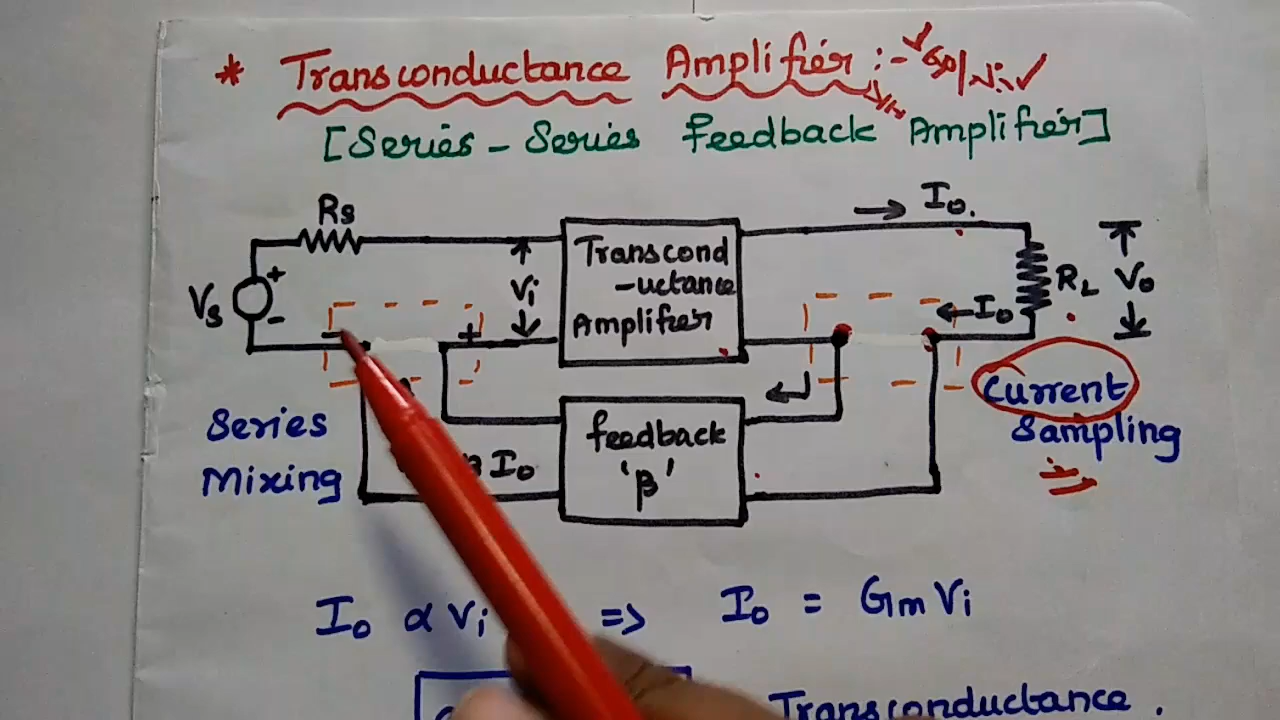 * Transconductance Amplifier :-
[Series - Series feedback Amplifier]
Rs
Io.
Vs
+
-
Vi
Transcond
-uctance
Amplifier
RL
Vo
Io
-
+
Current
Sampling
Series
Mixing
feedback
'β'
Io
Io ∝ Vi => Io = Gm Vi
Transconductance.